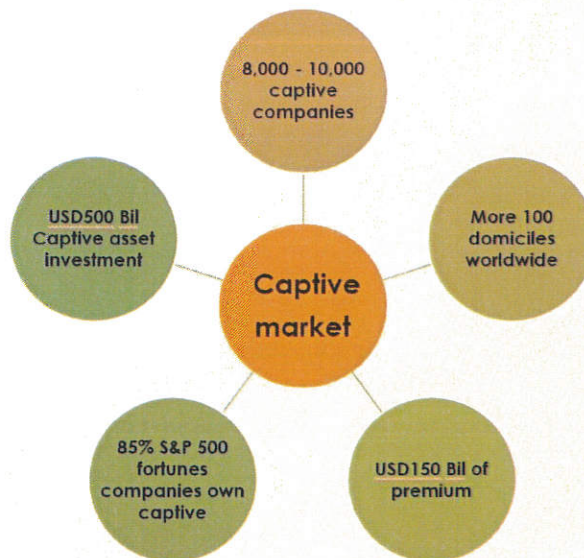 8,000 - 10,000
captive
companies
USD500 Bil
Captive asset
investment
More 100
domiciles
worldwide
Captive
market
85% S&P 500
fortunes
companies own
captive
USD150 Bil of
premium